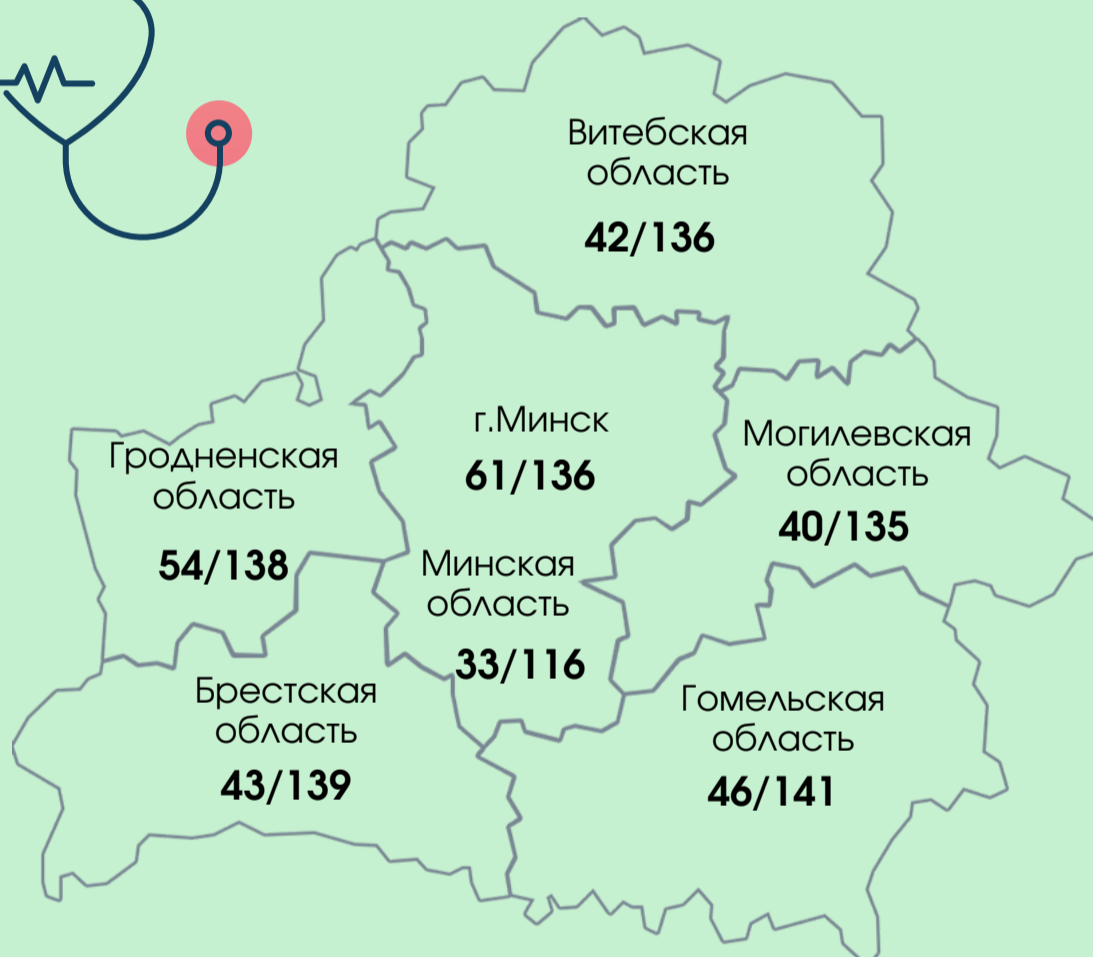 Витебская
область
42/136
г.Минск
61/136
Могилевская
область
40/135
Гродненская
область
54/138
Минская
область
33/116
Брестская
область
43/139
Гомельская
область
46/141